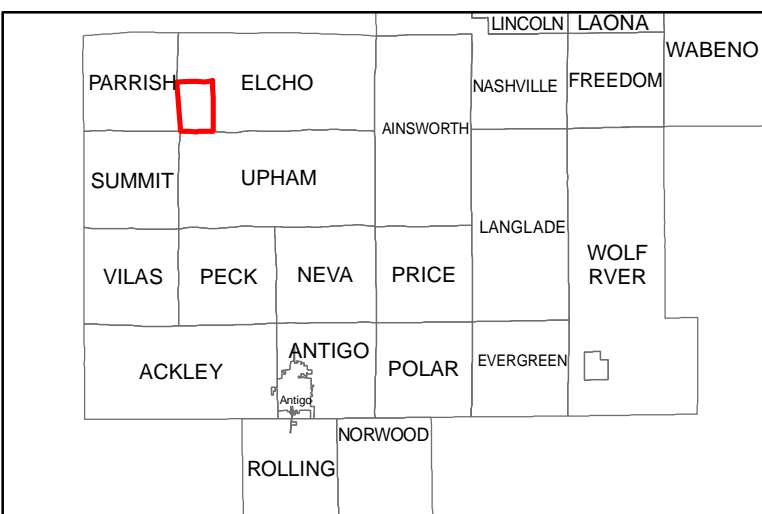 LINCOLN LAONA
WABENO
PARRISH ELCHO NASHVILLE FREEDOM
AINSWORTH
SUMMIT UPHAM
LANGLADE
WOLF
RVER
VILAS PECK NEVA PRICE
ANTIGO
ACKLEY POLAR EVERGREEN
Antigo
NORWOOD
ROLLING